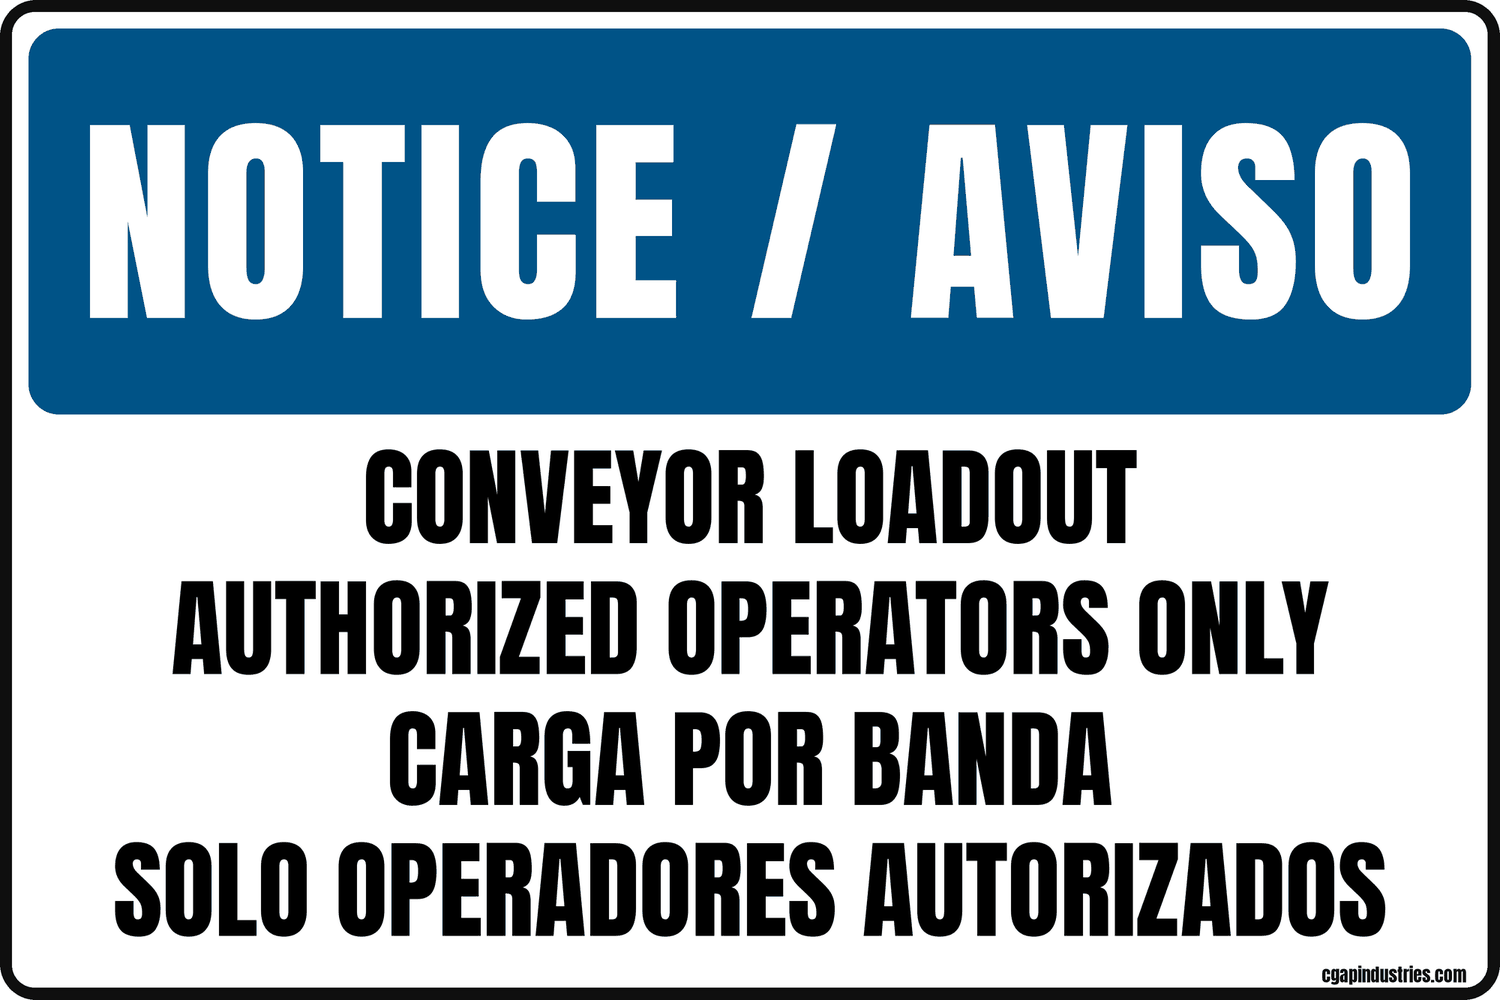 NOTICE / AVISO
CONVEYOR LOADOUT
AUTHORIZED OPERATORS ONLY
CARGA POR BANDA
SOLO OPERADORES AUTORIZADOS
cgapindustries.com